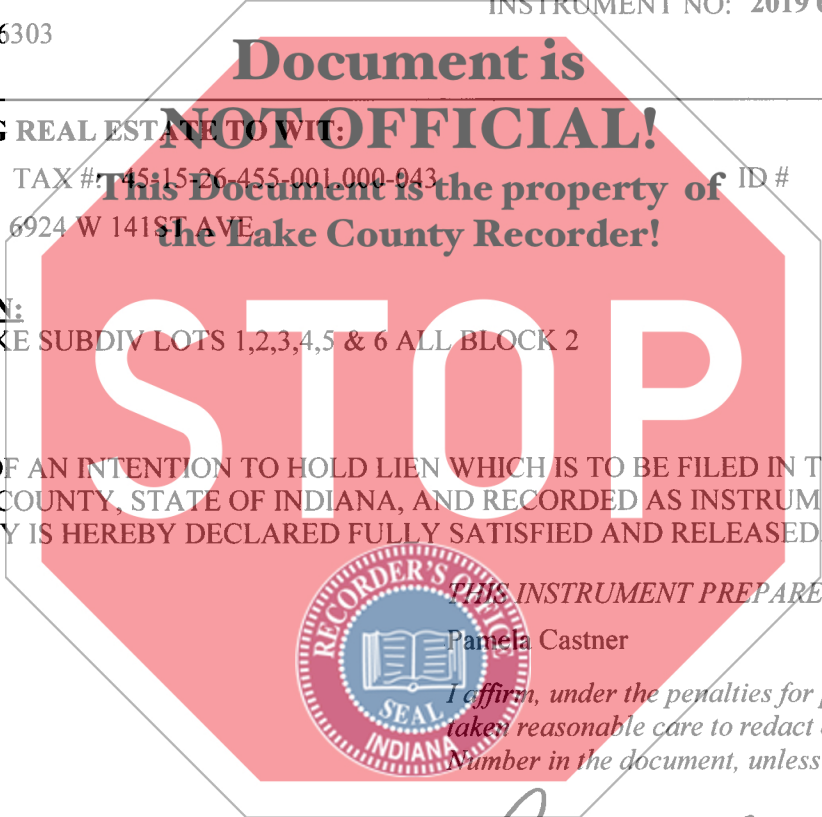 INSTRUMENT NO: 2019
6303
Document is
NOT OFFICIAL!
REAL ESTATE TO WIT:
TAX #: 45-15-26-455-001.000-043 ID #
This Document is the property of
6924 W 141ST AVE
the Lake County Recorder!
N:
KE SUBDIV LOTS 1,2,3,4,5 & 6 ALL BLOCK 2
STOP
OF AN INTENTION TO HOLD LIEN WHICH IS TO BE FILED IN T
COUNTY, STATE OF INDIANA, AND RECORDED AS INSTRUM
Y IS HEREBY DECLARED FULLY SATISFIED AND RELEASED
RECORDER'S OFFICE
SEAL
INDIANA
THIS INSTRUMENT PREPARE
Pamela Castner
I affirm, under the penalties for
taken reasonable care to redact
Number in the document, unless